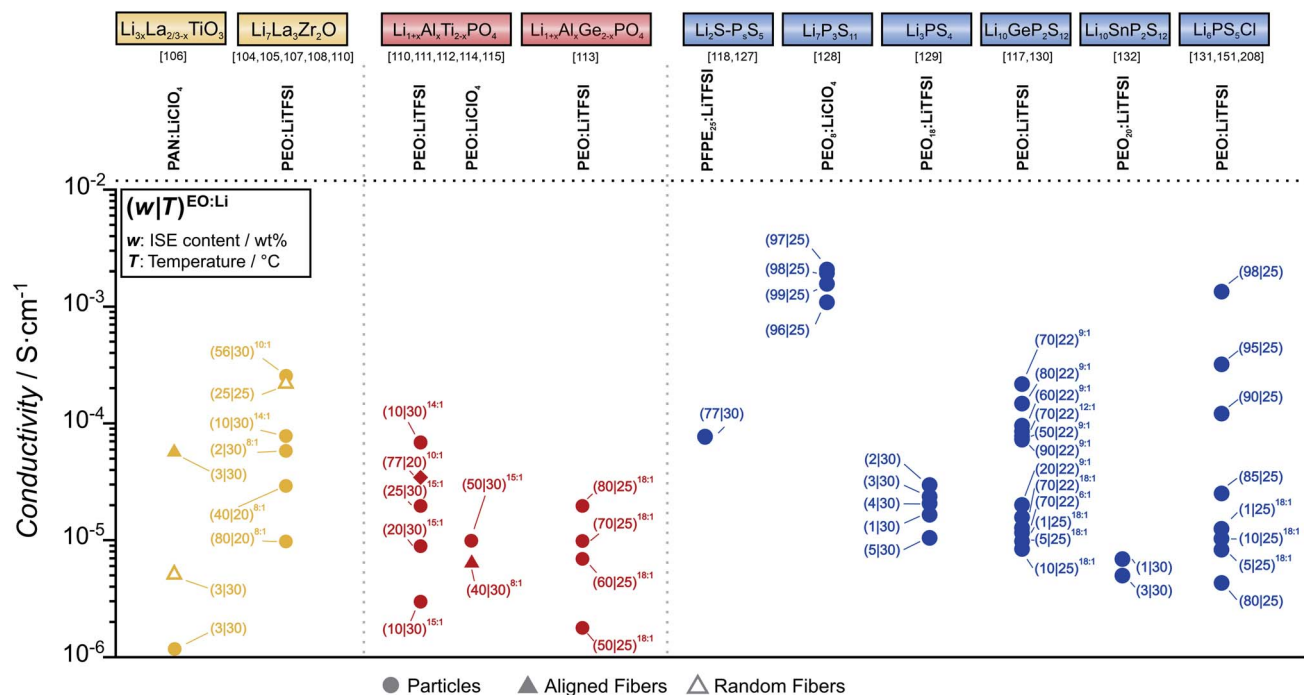 Li₃ₓLa₂/₃₋ₓTiO₃
Li₇La₃Zr₂O
Li₁₊ₓAlₓTi₂₋ₓPO₄
Li₁₊ₓAlₓGe₂₋ₓPO₄
Li₂S-PₛS₅
Li₇P₃S₁₁
Li₃PS₄
Li₁₀GeP₂S₁₂
Li₁₀SnP₂S₁₂
Li₆PS₅Cl
[106]
[104,105,107,108,110]
[110,111,112,114,115]
[113]
[118,127]
[128]
[129]
[117,130]
[132]
[131,151,208]
PAN:LiClO₄
PEO:LiTFSI
PEO:LiTFSI
PEO:LiClO₄
PEO:LiTFSI
PFPE₂₅:LiTFSI
PEO₈:LiClO₄
PEO₁₈:LiTFSI
PEO:LiTFSI
PEO₂₀:LiTFSI
PEO:LiTFSI
(w|T)^EO:Li
w: ISE content / wt%
T: Temperature / °C
Conductivity / S·cm⁻¹
10⁻²
10⁻³
10⁻⁴
10⁻⁵
10⁻⁶
(3|30)
(3|30)
(3|30)
(56|30)^10:1
(25|25)
(10|30)^14:1
(2|30)^8:1
(40|20)^8:1
(80|20)^8:1
(10|30)^14:1
(77|20)^10:1
(25|30)^15:1
(20|30)^15:1
(10|30)^15:1
(50|30)^15:1
(40|30)^8:1
(80|25)^18:1
(70|25)^18:1
(60|25)^18:1
(50|25)^18:1
(77|30)
(97|25)
(98|25)
(99|25)
(96|25)
(2|30)
(3|30)
(4|30)
(1|30)
(5|30)
(70|22)^9:1
(80|22)^9:1
(60|22)^9:1
(70|22)^12:1
(50|22)^9:1
(90|22)^9:1
(20|22)^9:1
(70|22)^18:1
(70|22)^6:1
(1|25)^18:1
(5|25)^18:1
(10|25)^18:1
(1|30)
(3|30)
(98|25)
(95|25)
(90|25)
(85|25)
(1|25)^18:1
(10|25)^18:1
(5|25)^18:1
(80|25)
Particles
Aligned Fibers
Random Fibers